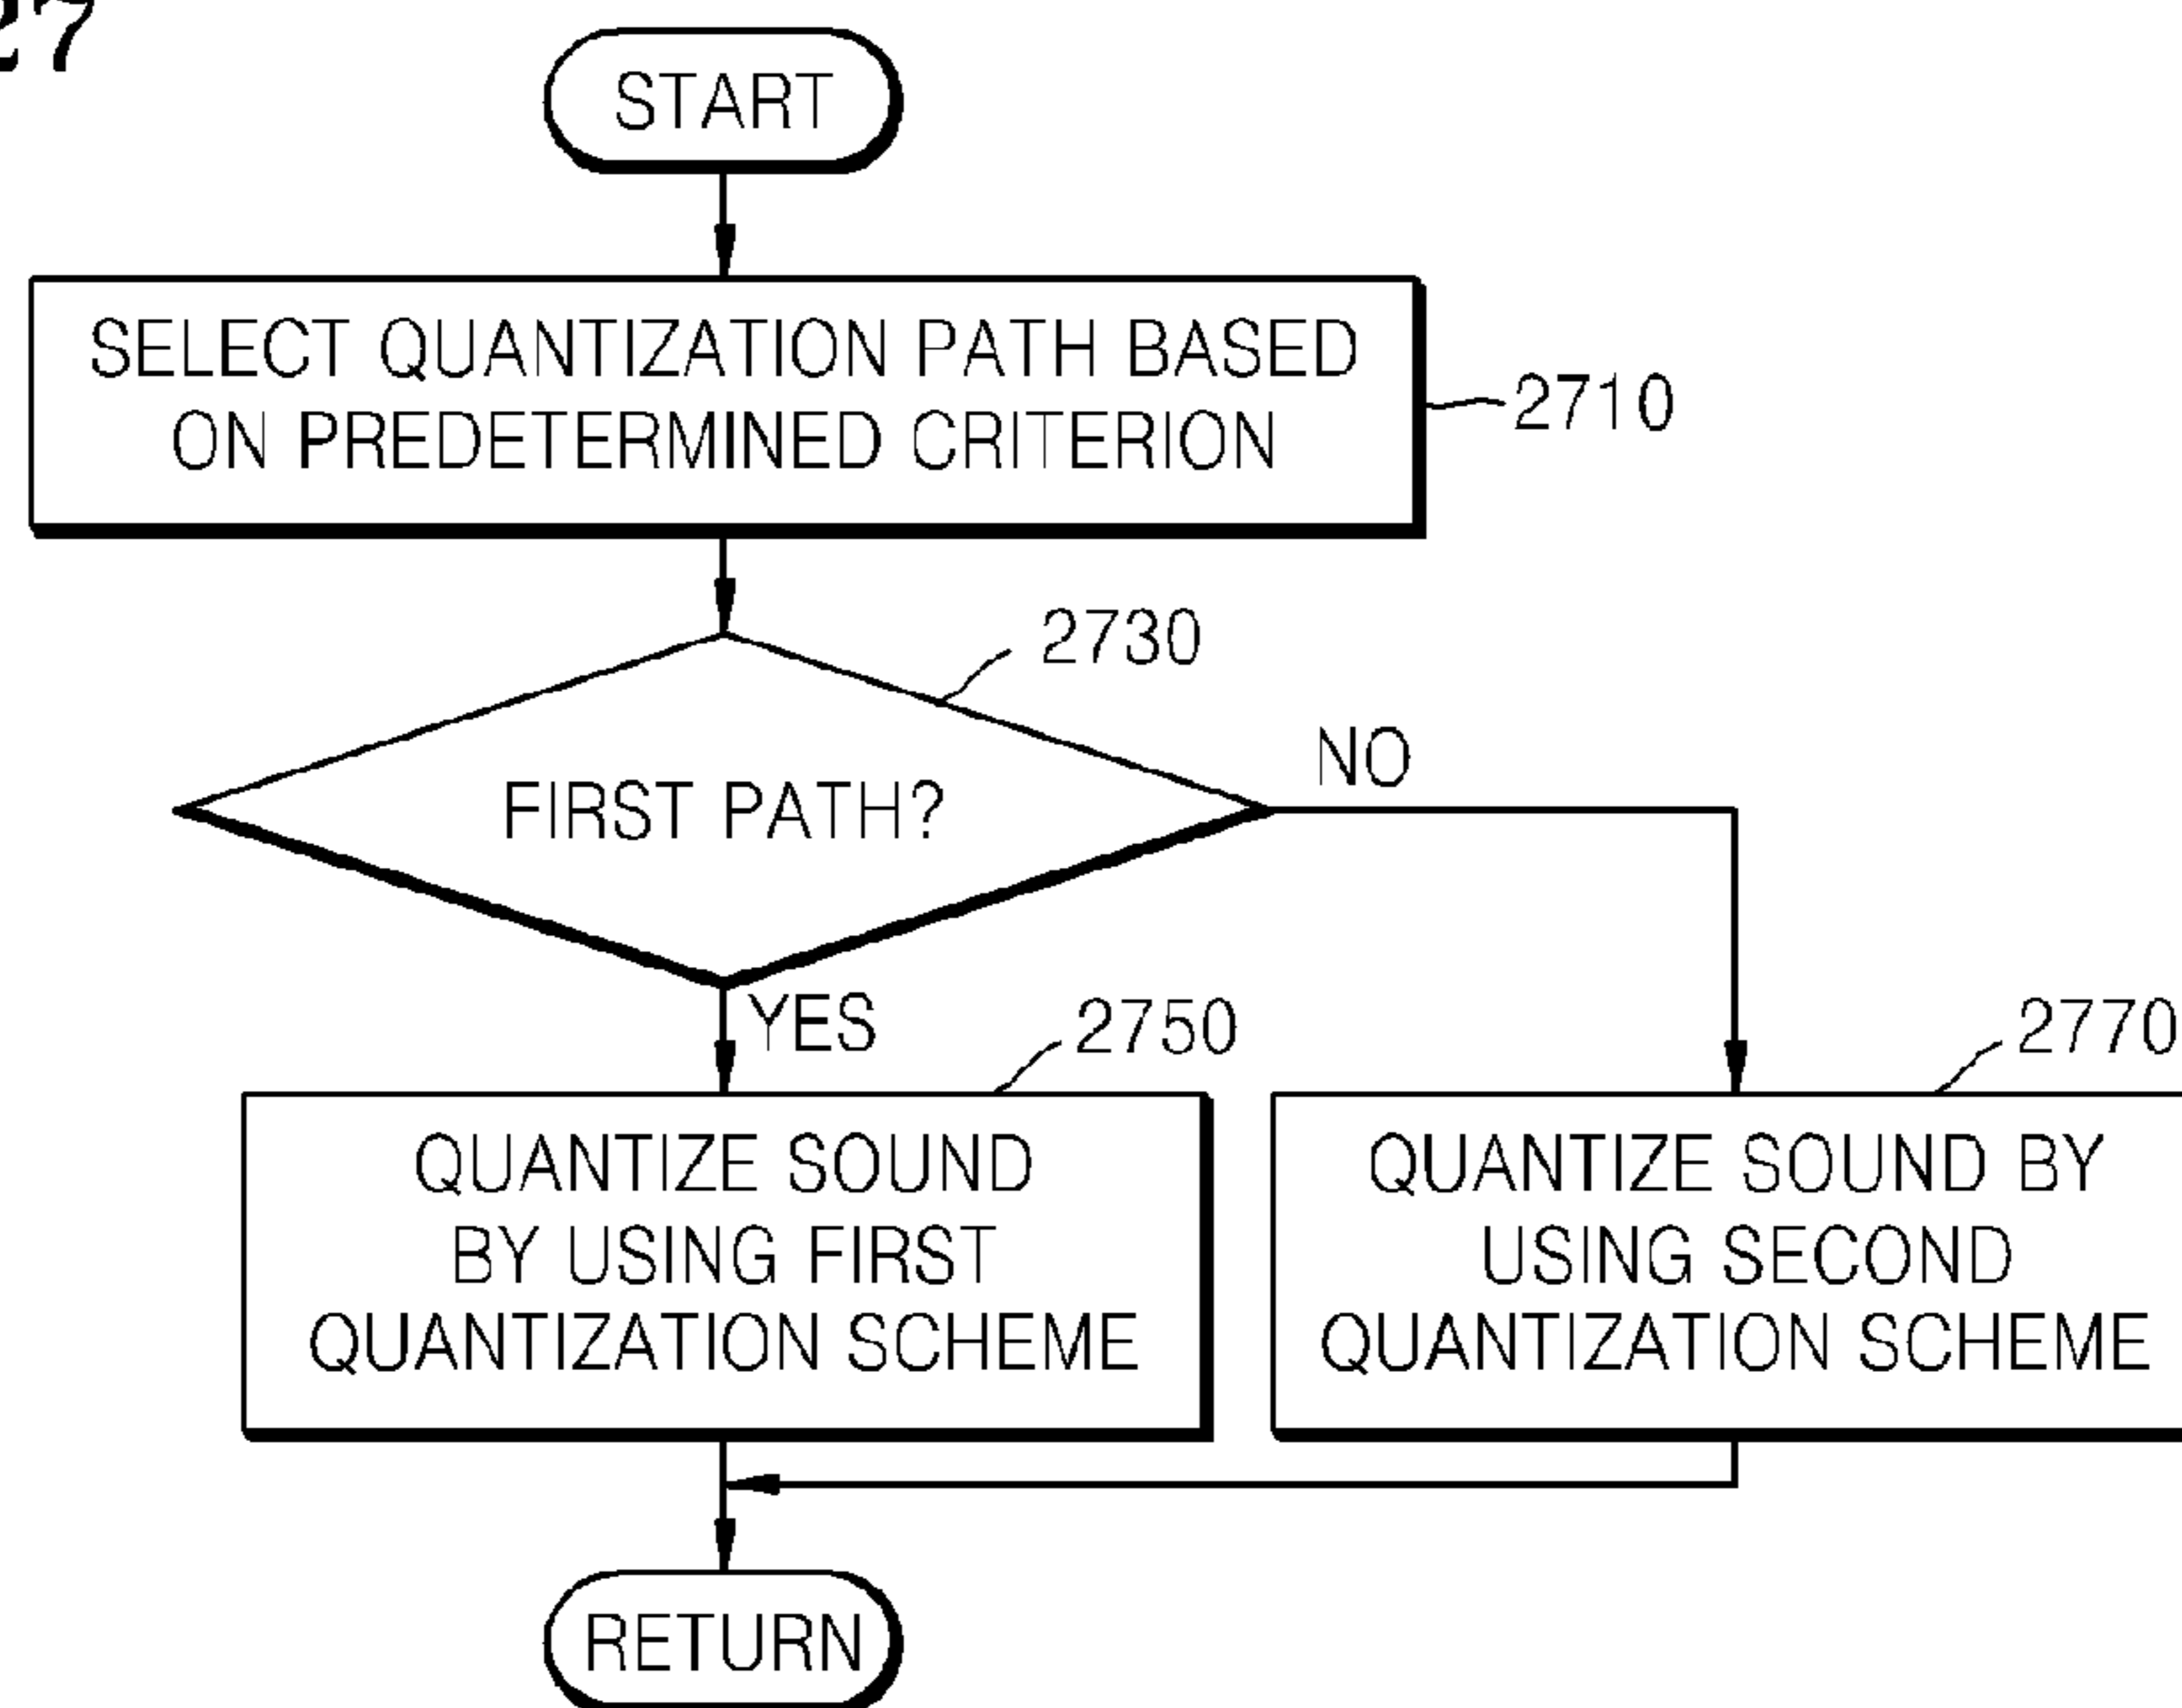 27
START
SELECT QUANTIZATION PATH BASED
ON PREDETERMINED CRITERION
2710
2730
FIRST PATH?
NO
YES
2750
2770
QUANTIZE SOUND
BY USING FIRST
QUANTIZATION SCHEME
QUANTIZE SOUND BY
USING SECOND
QUANTIZATION SCHEME
RETURN